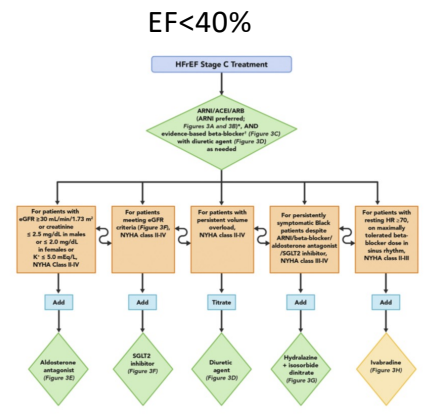 EF<40%
HFrEF Stage C Treatment
ARNI/ACEI/ARB
(ARNI preferred;
Figures 3A and 3B)*, AND
evidence-based beta-blocker† (Figure 3C)
with diuretic agent (Figure 3D)
as needed
For patients with
eGFR ≥30 mL/min/1.73 m²
or creatinine
≤ 2.5 mg/dL in males
or ≤ 2.0 mg/dL
in females or
K⁺ ≤ 5.0 mEq/L,
NYHA Class II-IV
For patients
meeting eGFR
criteria (Figure 3F),
NYHA class II-IV
For patients with
persistent volume
overload,
NYHA class II-IV
For persistently
symptomatic Black
patients despite
ARNI/beta-blocker/
aldosterone antagonist
/SGLT2 inhibitor,
NYHA class III-IV
For patients with
resting HR ≥70,
on maximally
tolerated beta-
blocker dose in
sinus rhythm,
NYHA class II-III
Add
Add
Titrate
Add
Add
Aldosterone
antagonist
(Figure 3E)
SGLT2
inhibitor
(Figure 3F)
Diuretic
agent
(Figure 3D)
Hydralazine
+ isosorbide
dinitrate
(Figure 3G)
Ivabradine
(Figure 3H)